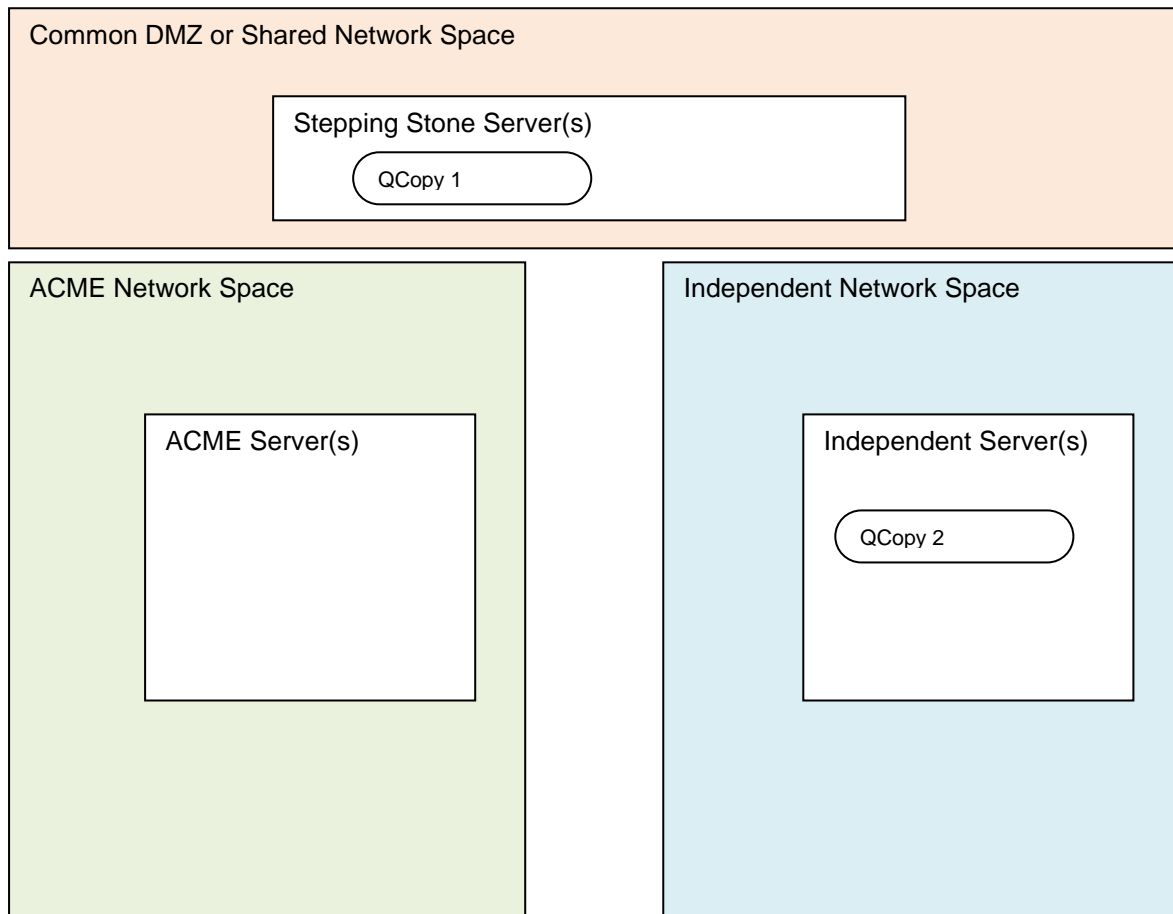 Common DMZ or Shared Network Space
Stepping Stone Server(s)
QCopy 1
ACME Network Space
ACME Server(s)
Independent Network Space
Independent Server(s)
QCopy 2